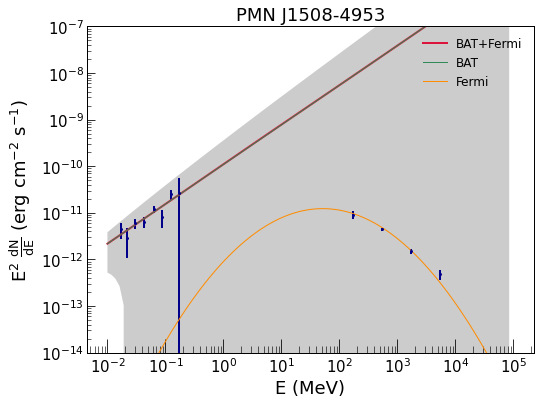 PMN J1508-4953
10⁻⁷
10⁻⁸
10⁻⁹
10⁻¹⁰
10⁻¹¹
10⁻¹²
10⁻¹³
10⁻¹⁴
E² dN/dE (erg cm⁻² s⁻¹)
BAT+Fermi
BAT
Fermi
10⁻² 10⁻¹ 10⁰ 10¹ 10² 10³ 10⁴ 10⁵
E (MeV)